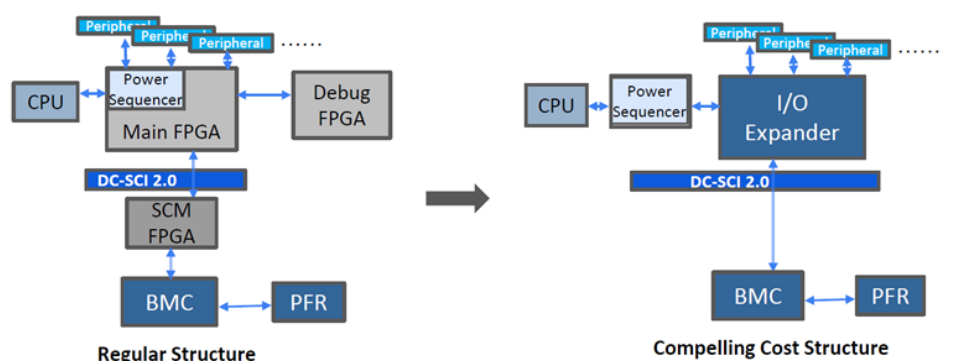 Peripheral
Peripheral
Peripheral ......
Power
Sequencer
CPU
Main FPGA
Debug
FPGA
DC-SCI 2.0
SCM
FPGA
BMC
PFR
Regular Structure
Peripheral
Peripheral
Peripheral ......
CPU
Power
Sequencer
I/O
Expander
DC-SCI 2.0
BMC
PFR
Compelling Cost Structure